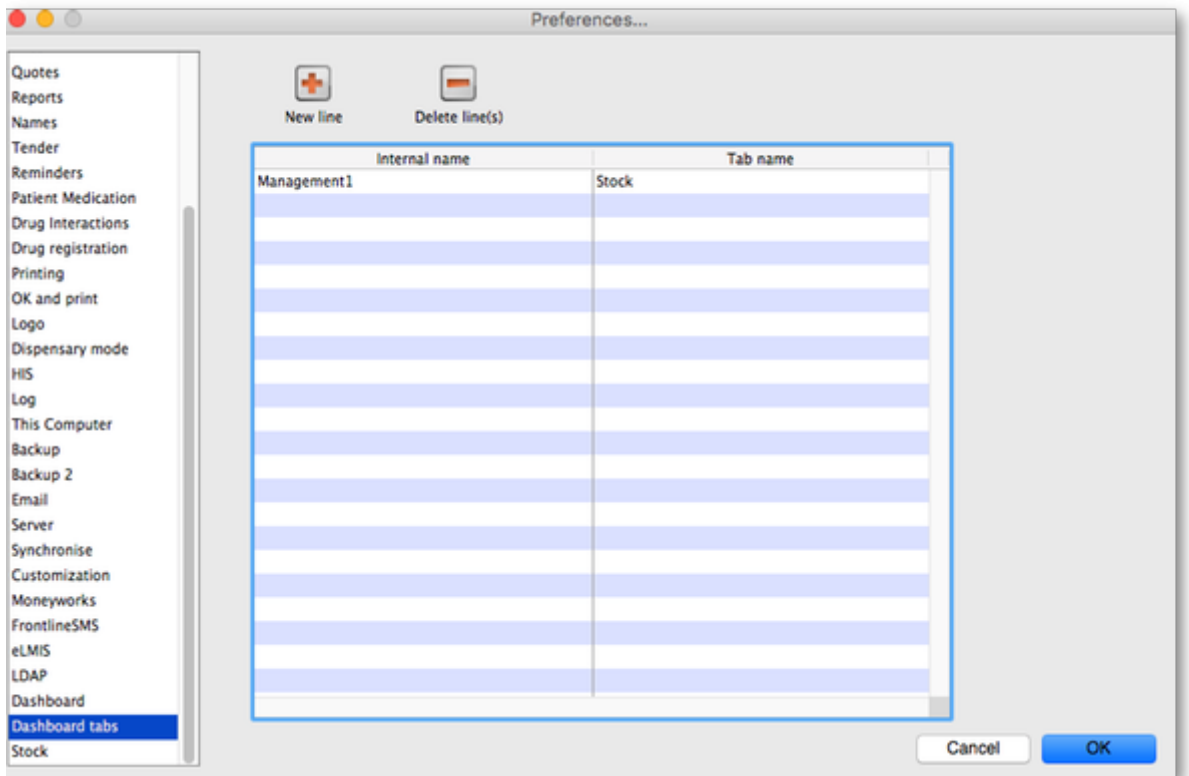 Preferences...
Quotes
Reports
Names
Tender
Reminders
Patient Medication
Drug Interactions
Drug registration
Printing
OK and print
Logo
Dispensary mode
HIS
Log
This Computer
Backup
Backup 2
Email
Server
Synchronise
Customization
Moneyworks
FrontlineSMS
eLMIS
LDAP
Dashboard
Dashboard tabs
Stock
New line Delete line(s)
Internal name Tab name
Management1 Stock
Cancel OK